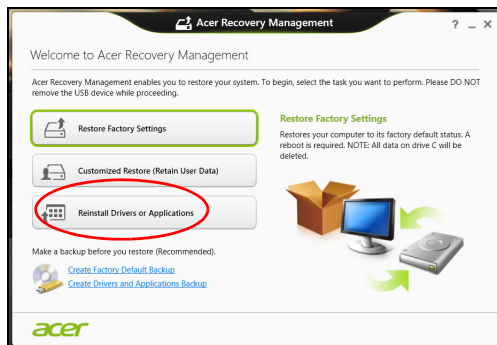 Acer Recovery Management
Welcome to Acer Recovery Management
Acer Recovery Management enables you to restore your system. To begin, select the task you want to perform. Please DO NOT
remove the USB device while proceeding.
Restore Factory Settings
Customized Restore (Retain User Data)
Reinstall Drivers or Applications
Restore Factory Settings
Restores your computer to its factory default status. A
reboot is required. NOTE: All data on drive C will be
deleted.
Make a backup before you restore (Recommended).
Create Factory Default Backup
Create Drivers and Applications Backup
acer